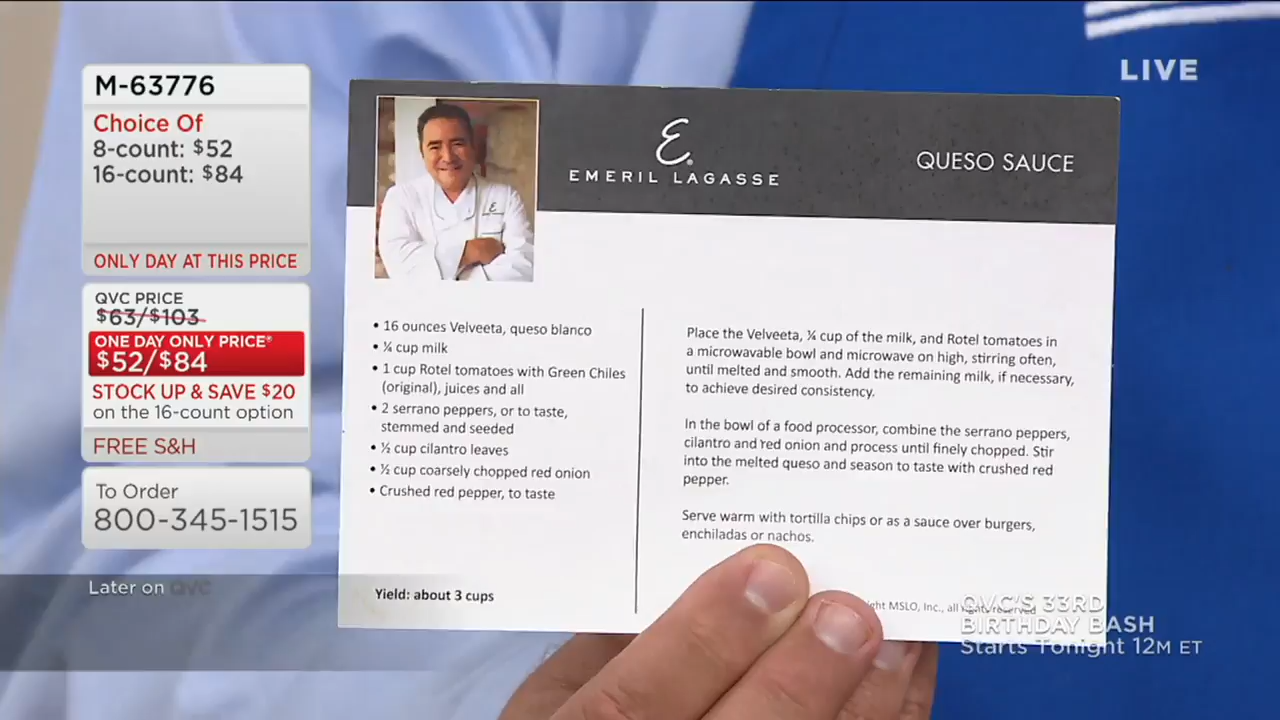 M-63776
Choice Of
8-count: $52
16-count: $84
ONLY DAY AT THIS PRICE
QVC PRICE
$63/$103
ONE DAY ONLY PRICE®
$52/$84
STOCK UP & SAVE $20
on the 16-count option
FREE S&H
To Order
800-345-1515
Later on QVC
LIVE
E®
EMERIL LAGASSE
QUESO SAUCE
E
• 16 ounces Velveeta, queso blanco
• ¼ cup milk
• 1 cup Rotel tomatoes with Green Chiles
(original), juices and all
• 2 serrano peppers, or to taste,
stemmed and seeded
• ½ cup cilantro leaves
• ½ cup coarsely chopped red onion
• Crushed red pepper, to taste
Yield: about 3 cups
Place the Velveeta, ¼ cup of the milk, and Rotel tomatoes in
a microwavable bowl and microwave on high, stirring often,
until melted and smooth. Add the remaining milk, if necessary,
to achieve desired consistency.
In the bowl of a food processor, combine the serrano peppers,
cilantro and red onion and process until finely chopped. Stir
into the melted queso and season to taste with crushed red
pepper.
Serve warm with tortilla chips or as a sauce over burgers,
enchiladas or nachos.
MSLO, Inc., all rights reserved
QVC'S 33RD
BIRTHDAY BASH
Starts Tonight 12M ET